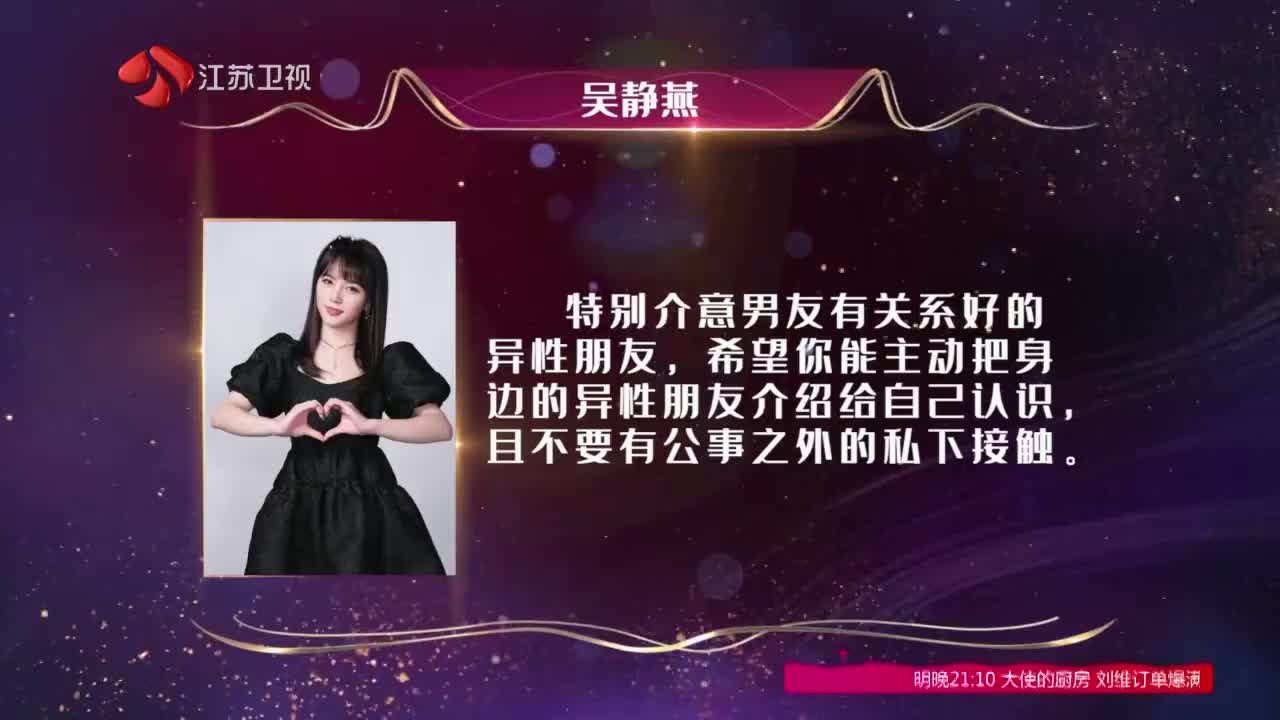 江苏卫视
吴静燕
特别介意男友有关系好的
异性朋友，希望你能主动把身
边的异性朋友介绍给自己认识，
且不要有公事之外的私下接触。
明晚21:10 大使的厨房 刘维订单爆满